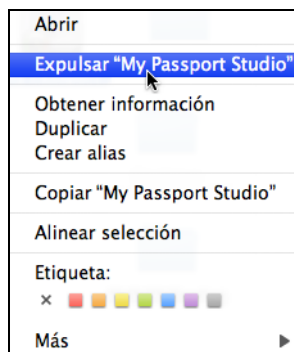 Abrir
Expulsar “My Passport Studio”
Obtener información
Duplicar
Crear alias
Copiar “My Passport Studio”
Alinear selección
Etiqueta:
×
Más